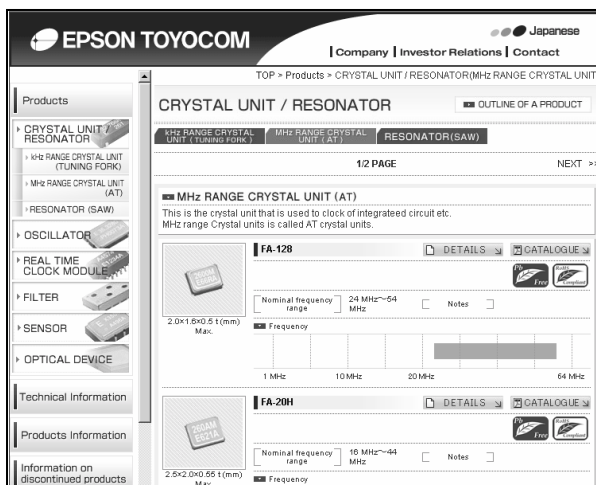 EPSON TOYOCOM
Japanese
Company | Investor Relations | Contact
TOP > Products > CRYSTAL UNIT / RESONATOR(MHz RANGE CRYSTAL UNIT
Products
CRYSTAL UNIT / RESONATOR
kHz RANGE CRYSTAL UNIT (TUNING FORK)
MHz RANGE CRYSTAL UNIT (AT)
RESONATOR (SAW)
OSCILLATOR
REAL TIME CLOCK MODULE
FILTER
SENSOR
OPTICAL DEVICE
Technical Information
Products Information
Information on discontinued products
CRYSTAL UNIT / RESONATOR
OUTLINE OF A PRODUCT
kHz RANGE CRYSTAL UNIT ( TUNING FORK )
MHz RANGE CRYSTAL UNIT ( AT )
RESONATOR(SAW)
1/2 PAGE
NEXT >>
MHz RANGE CRYSTAL UNIT (AT)
This is the crystal unit that is used to clock of integrateed circuit etc.
MHz range Crystal units is called AT crystal units.
FA-128
DETAILS
CATALOGUE
Pb Free
RoHS Compliant
Nominal frequency range
24 MHz~54 MHz
Notes
2.0×1.6×0.5 t (mm) Max.
Frequency
1 MHz
10 MHz
20 MHz
64 MHz
FA-20H
DETAILS
CATALOGUE
Pb Free
RoHS Compliant
260AM
E621A
Nominal frequency range
16 MHz~44 MHz
Notes
2.5×2.0×0.55 t (mm) Max.
Frequency